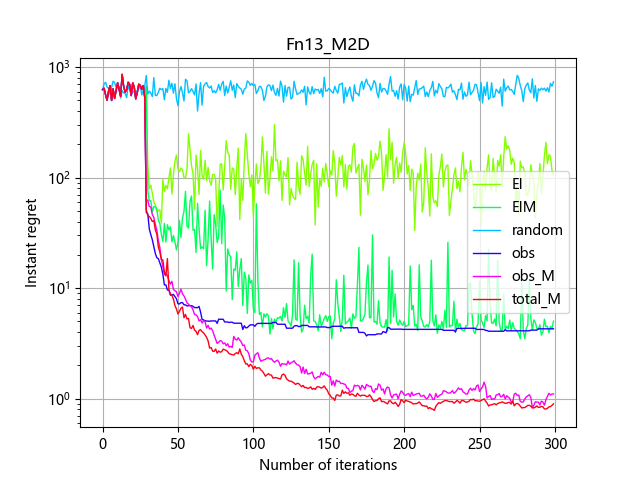 Fn13_M2D
Instant regret
10³
10²
10¹
10⁰
EI
EIM
random
obs
obs_M
total_M
0 50 100 150 200 250 300
Number of iterations